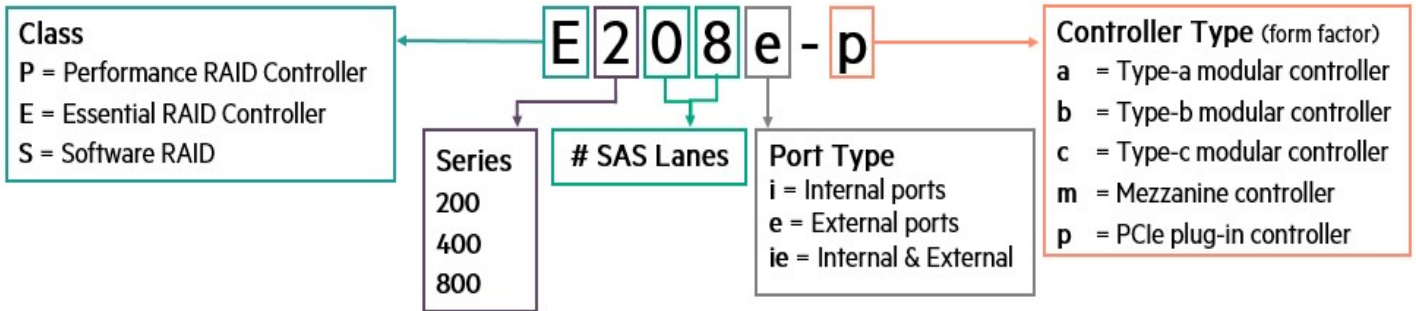 E208e-p
Class
P = Performance RAID Controller
E = Essential RAID Controller
S = Software RAID
Series
200
400
800
# SAS Lanes
Port Type
i = Internal ports
e = External ports
ie = Internal & External
Controller Type (form factor)
a = Type-a modular controller
b = Type-b modular controller
c = Type-c modular controller
m = Mezzanine controller
p = PCIe plug-in controller